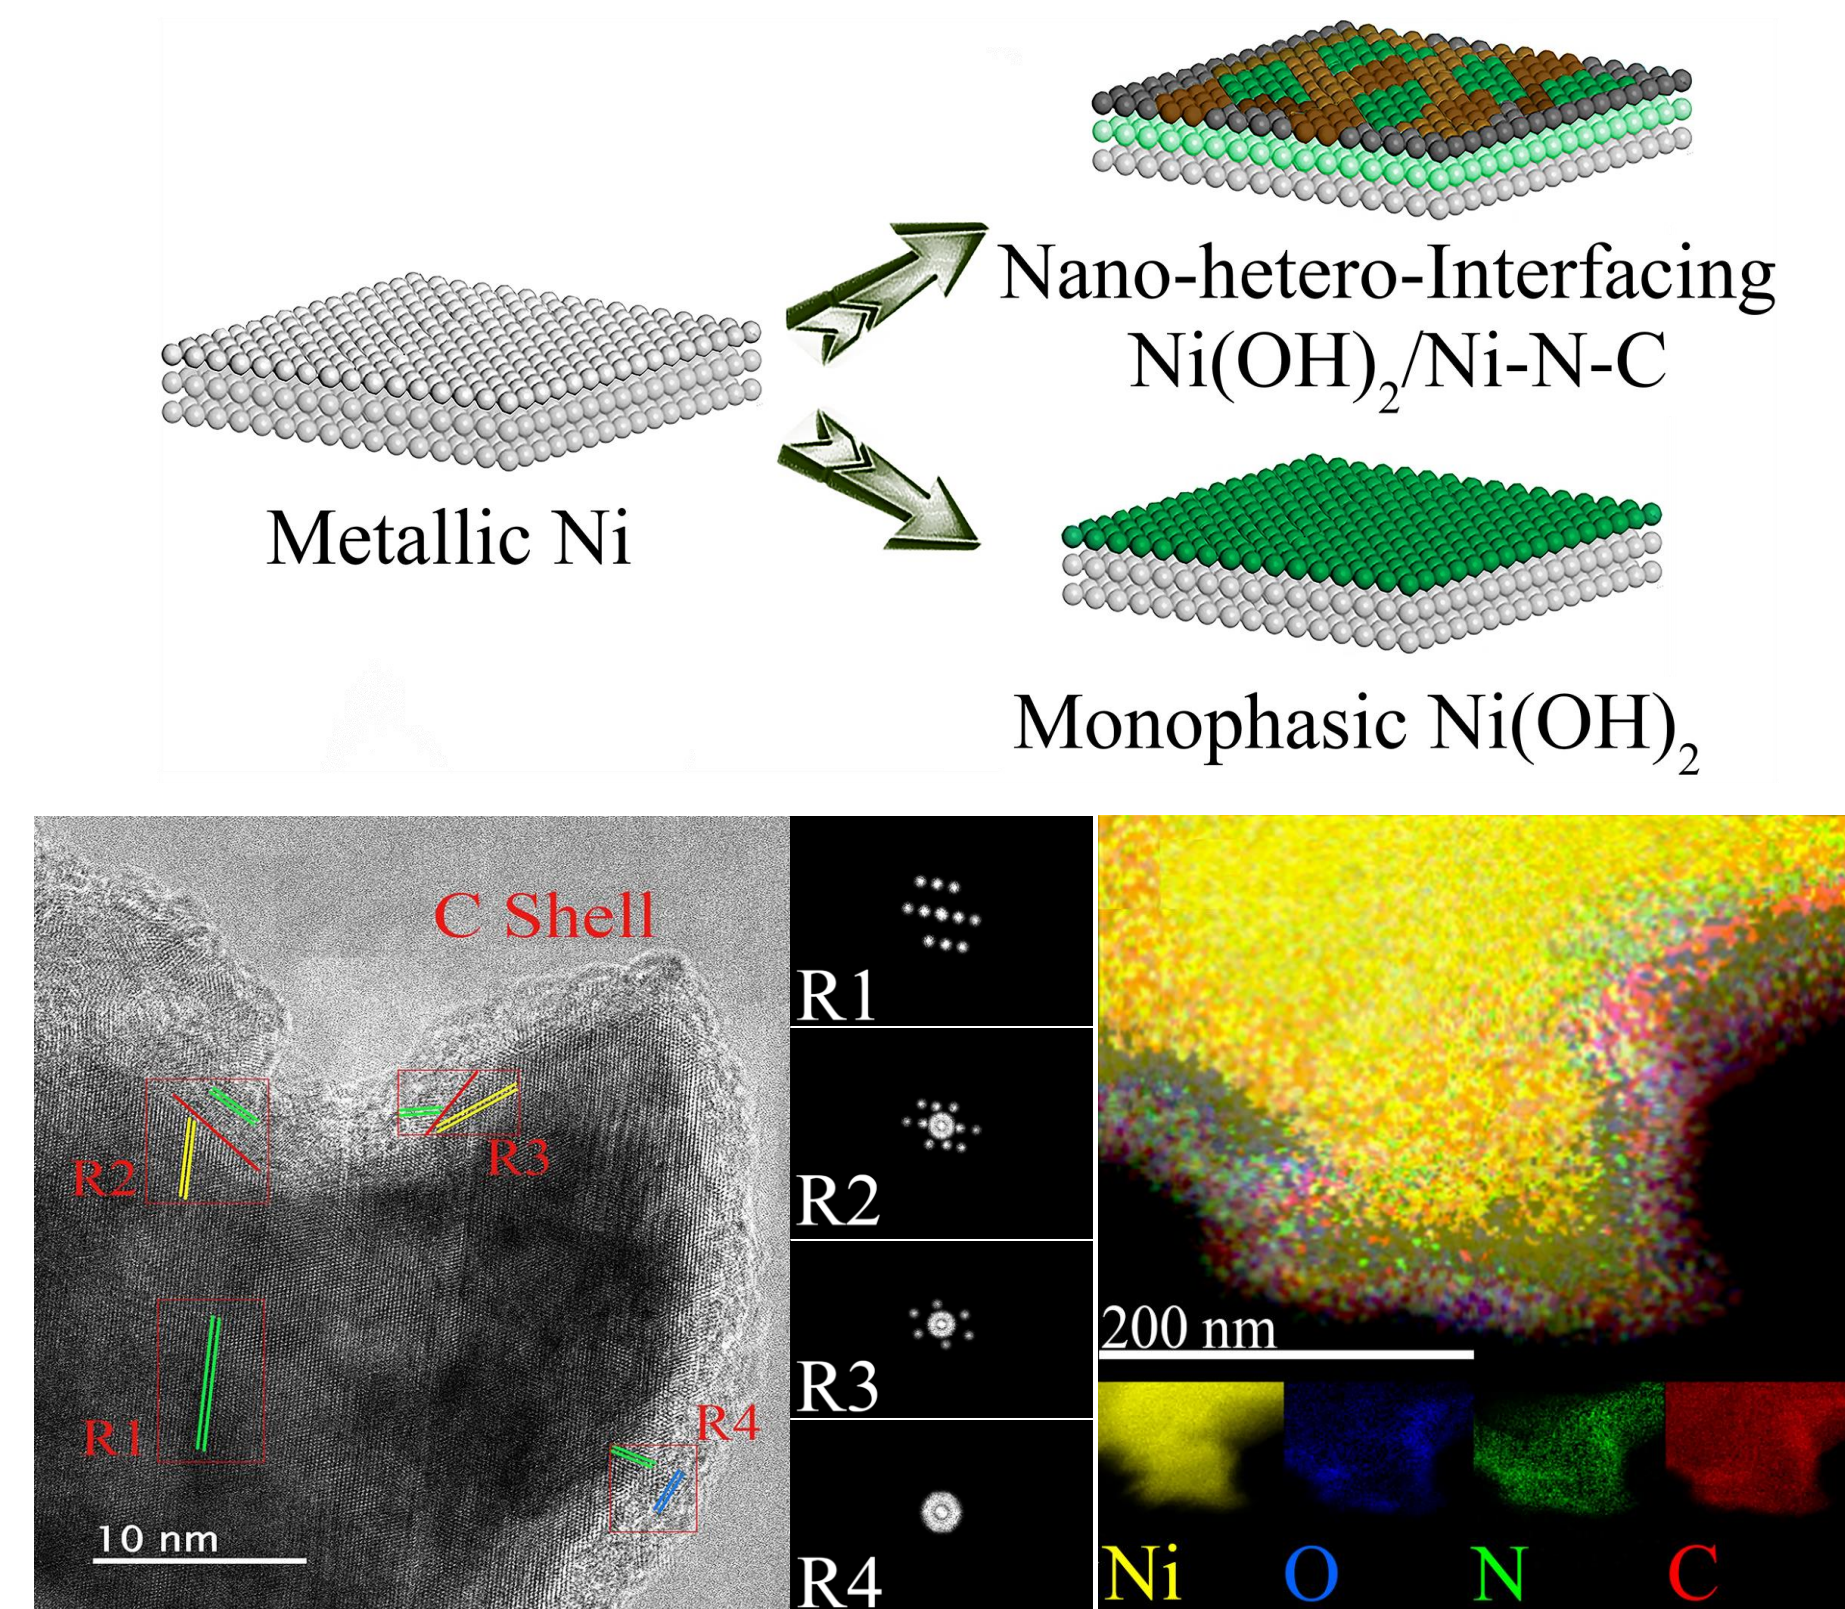 Nano-hetero-Interfacing
Ni(OH)₂/Ni-N-C
Metallic Ni
Monophasic Ni(OH)₂
C Shell
R2
R3
R1
R4
10 nm
R1
R2
R3
R4
200 nm
Ni O N C